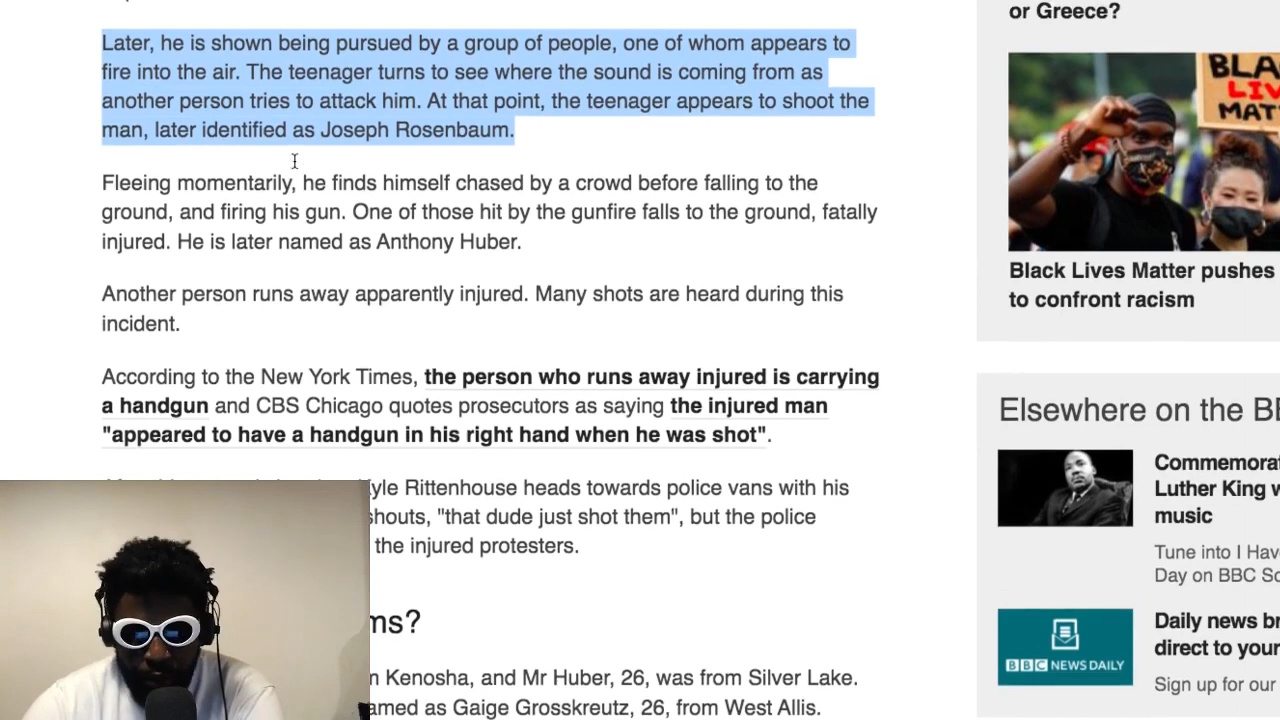 Later, he is shown being pursued by a group of people, one of whom appears to
fire into the air. The teenager turns to see where the sound is coming from as
another person tries to attack him. At that point, the teenager appears to shoot the
man, later identified as Joseph Rosenbaum.
Fleeing momentarily, he finds himself chased by a crowd before falling to the
ground, and firing his gun. One of those hit by the gunfire falls to the ground, fatally
injured. He is later named as Anthony Huber.
Another person runs away apparently injured. Many shots are heard during this
incident.
According to the New York Times, the person who runs away injured is carrying
a handgun and CBS Chicago quotes prosecutors as saying the injured man
"appeared to have a handgun in his right hand when he was shot".
Kyle Rittenhouse heads towards police vans with his
shouts, "that dude just shot them", but the police
the injured protesters.
ms?
Kenosha, and Mr Huber, 26, was from Silver Lake.
amed as Gaige Grosskreutz, 26, from West Allis.
or Greece?
BLA
LIV
MATT
Black Lives Matter pushes
to confront racism
Elsewhere on the BB
Commemorat
Luther King w
music
Tune into I Hav
Day on BBC So
BBC NEWS DAILY
Daily news br
direct to your
Sign up for our